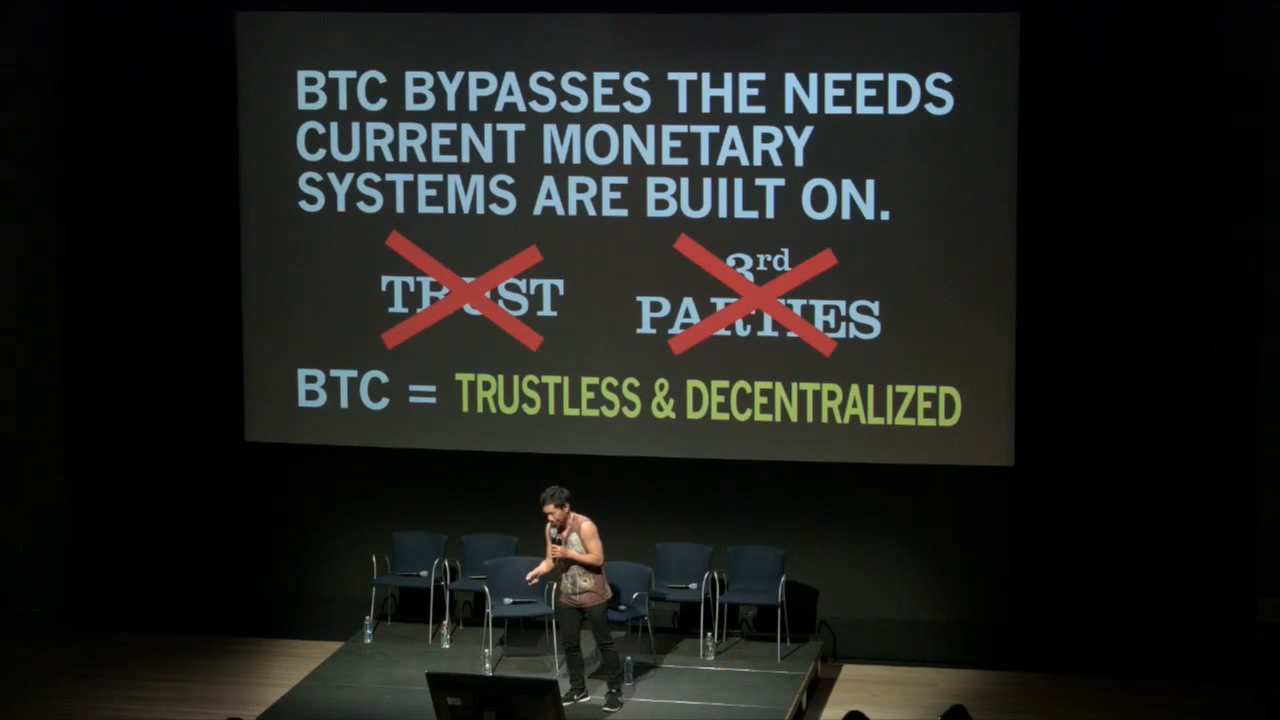 BTC BYPASSES THE NEEDS
CURRENT MONETARY
SYSTEMS ARE BUILT ON.
TRUST
3rd
PARTIES
BTC = TRUSTLESS & DECENTRALIZED